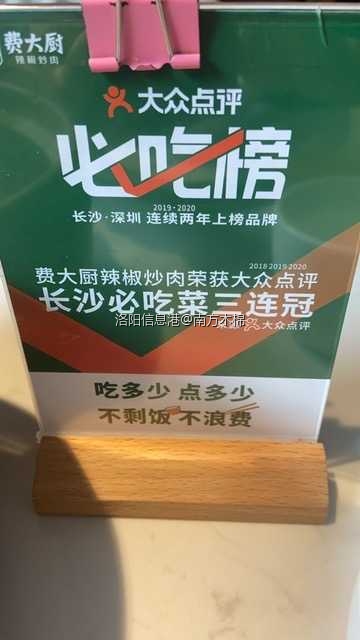 费大厨
辣椒炒肉
大众点评
必吃榜
2019·2020
长沙·深圳 连续两年上榜品牌
2018 2019 2020
费大厨辣椒炒肉荣获大众点评
长沙必吃菜三连冠
洛阳信息港@南方木棉
大众点评
吃多少 点多少
不剩饭 不浪费